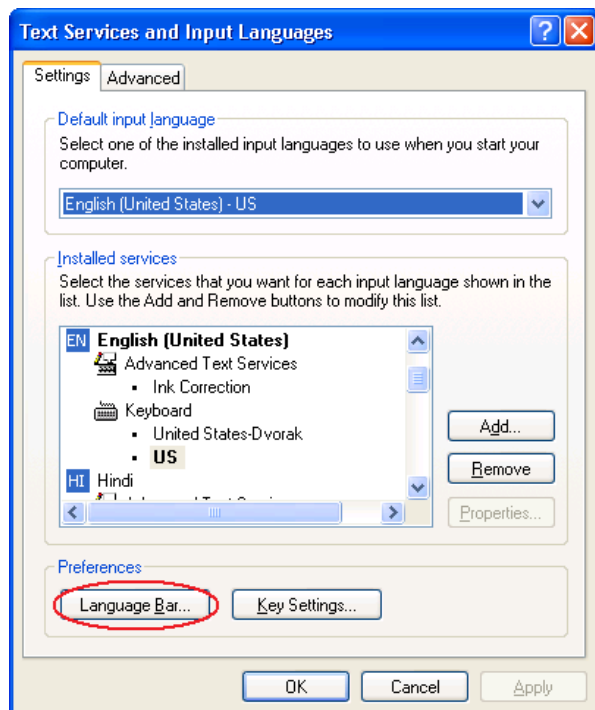 Text Services and Input Languages
Settings Advanced
Default input language
Select one of the installed input languages to use when you start your
computer.
English (United States) - US
Installed services
Select the services that you want for each input language shown in the
list. Use the Add and Remove buttons to modify this list.
EN English (United States)
Advanced Text Services
• Ink Correction
Keyboard
• United States-Dvorak
• US
HI Hindi
Add...
Remove
Properties...
Preferences
Language Bar... Key Settings...
OK Cancel Apply